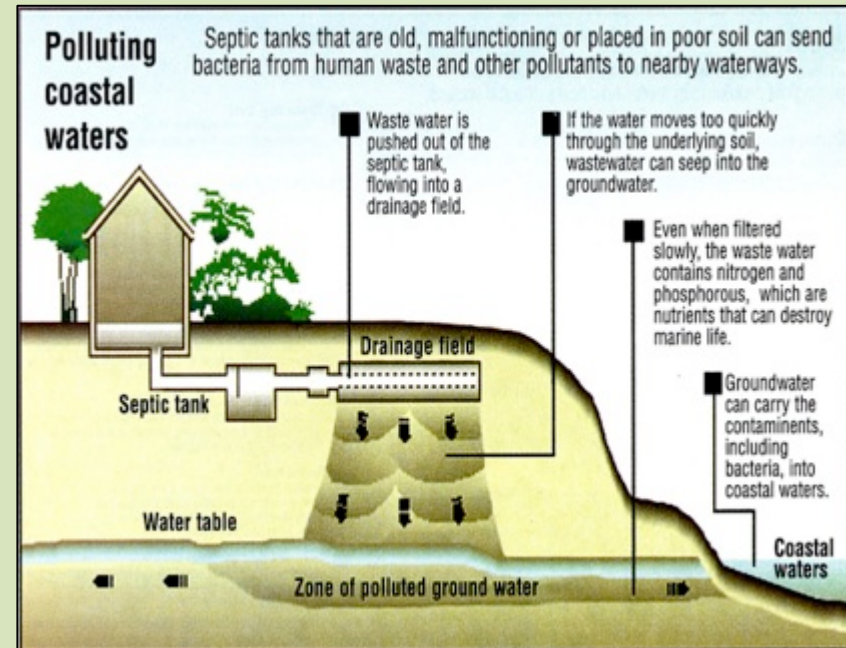 Polluting
coastal
waters
Septic tanks that are old, malfunctioning or placed in poor soil can send
bacteria from human waste and other pollutants to nearby waterways.
Waste water is
pushed out of the
septic tank,
flowing into a
drainage field.
If the water moves too quickly
through the underlying soil,
wastewater can seep into the
groundwater.
Even when filtered
slowly, the waste water
contains nitrogen and
phosphorous, which are
nutrients that can destroy
marine life.
Groundwater
can carry the
contaminents,
including
bacteria, into
coastal waters.
Drainage field
Septic tank
Water table
Coastal
waters
Zone of polluted ground water